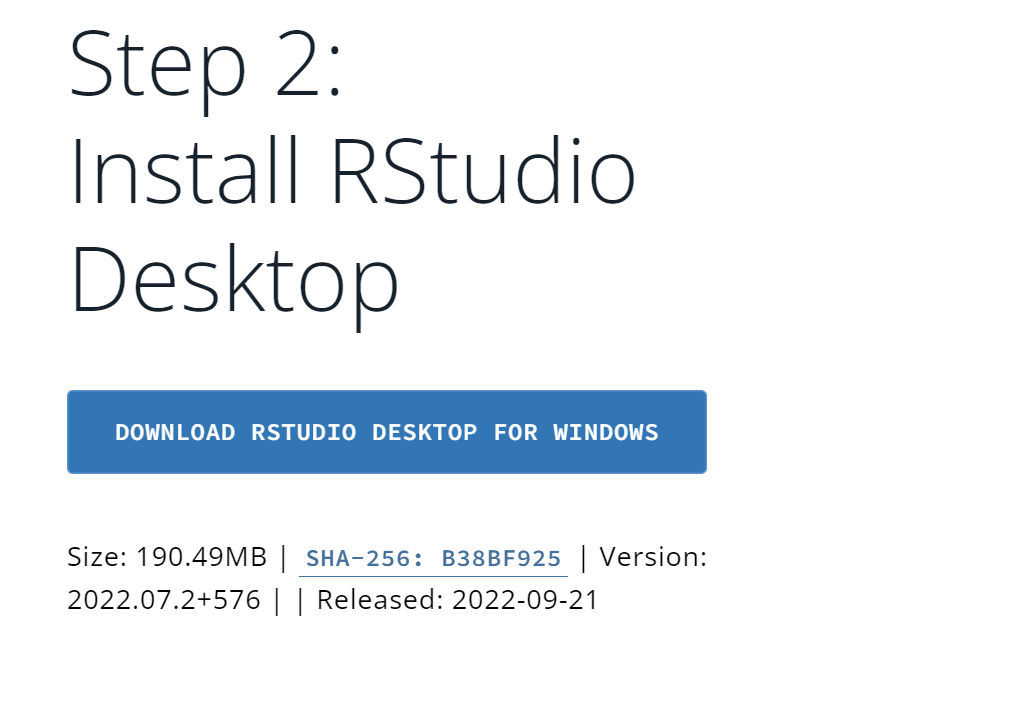 Step 2:
Install RStudio
Desktop
DOWNLOAD RSTUDIO DESKTOP FOR WINDOWS
Size: 190.49MB | SHA-256: B38BF925 | Version:
2022.07.2+576 | | Released: 2022-09-21